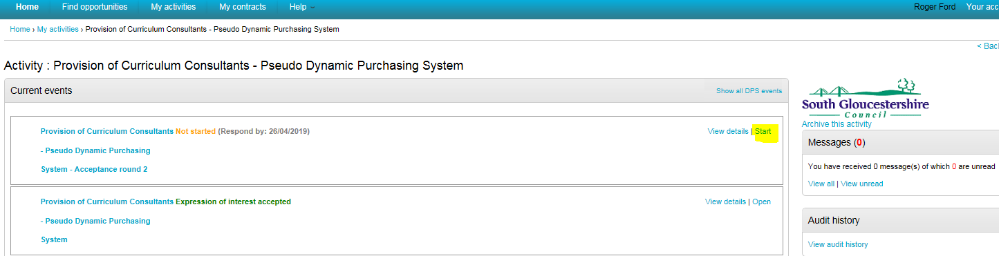 Home Find opportunities My activities My contracts Help Roger Ford Your acc
Home › My activities › Provision of Curriculum Consultants - Pseudo Dynamic Purchasing System
< Bac
Activity : Provision of Curriculum Consultants - Pseudo Dynamic Purchasing System
Current events Show all DPS events
Provision of Curriculum Consultants Not started (Respond by: 26/04/2019) View details | Start
- Pseudo Dynamic Purchasing
System - Acceptance round 2
Provision of Curriculum Consultants Expression of interest accepted View details | Open
- Pseudo Dynamic Purchasing
System
South Gloucestershire
Council
Archive this activity
Messages (0)
You have received 0 message(s) of which 0 are unread
View all | View unread
Audit history
View audit history